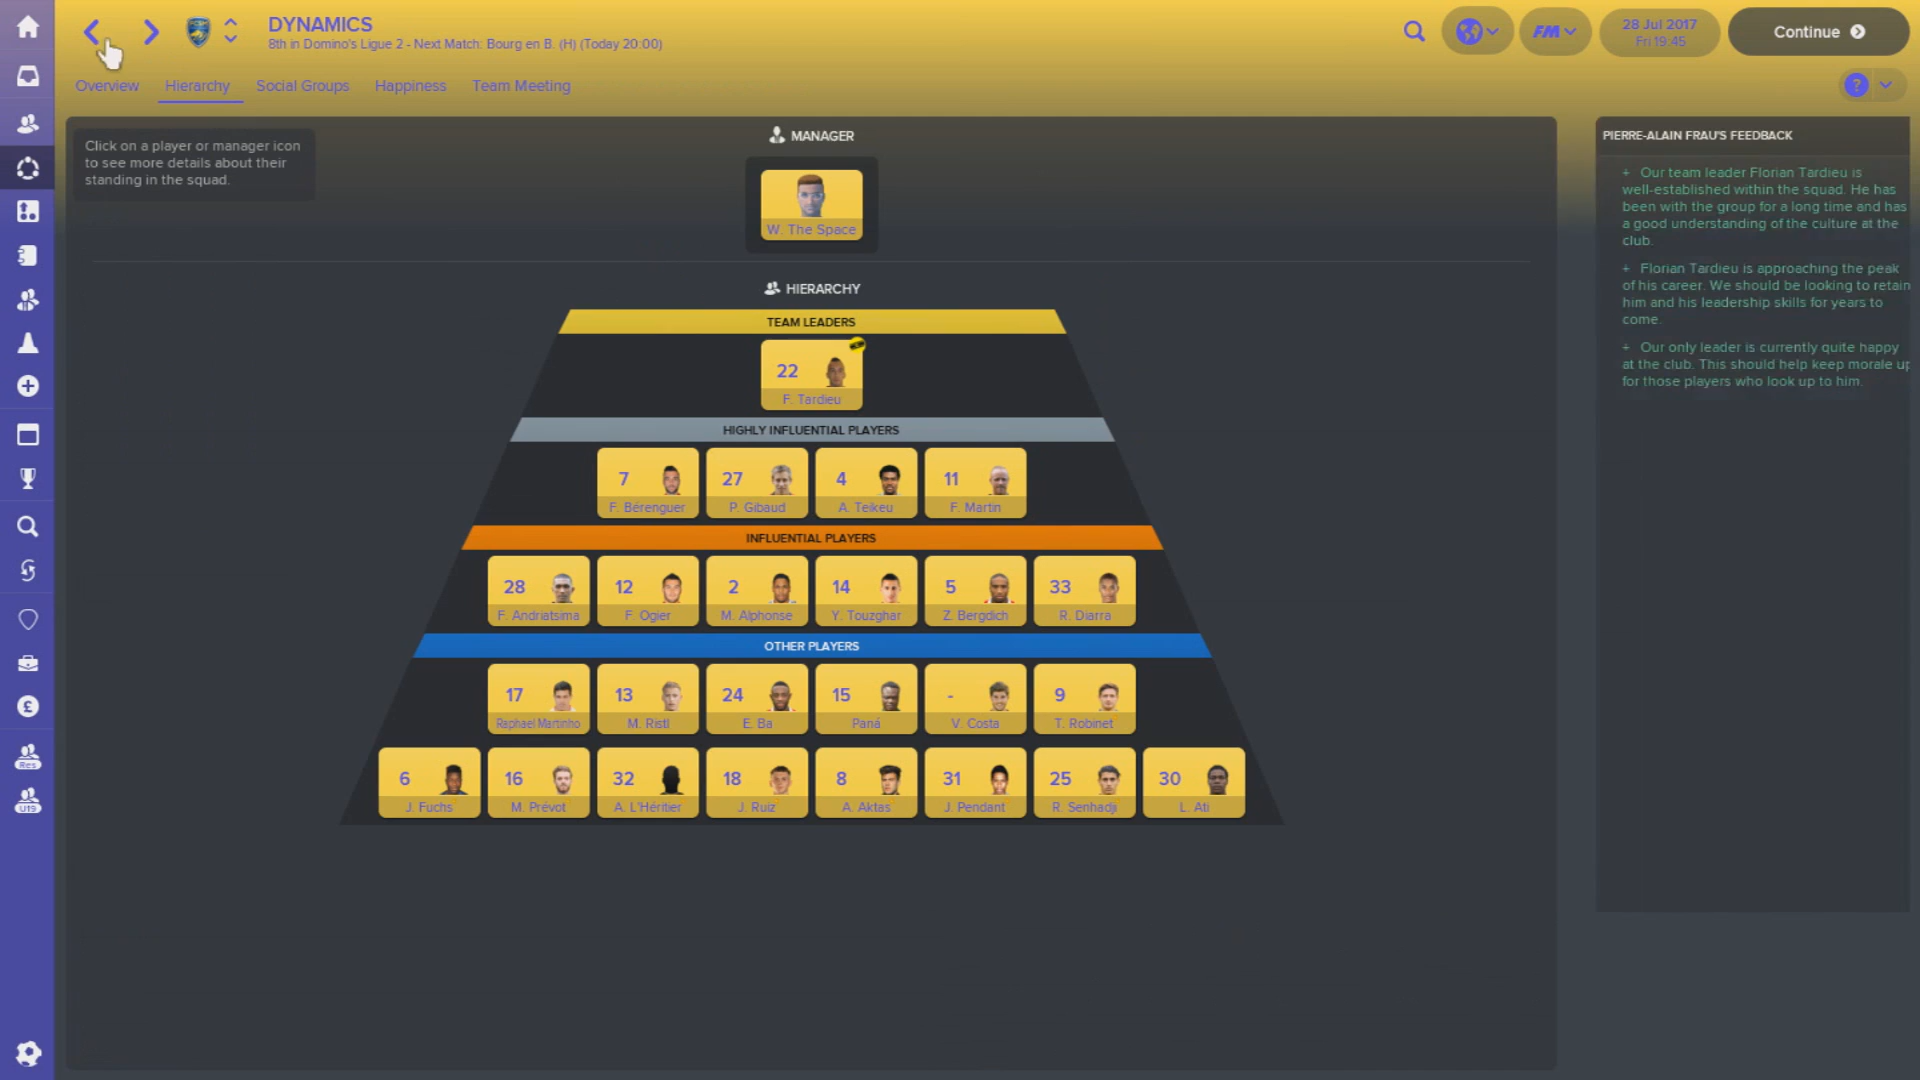 DYNAMICS
8th in Domino's Ligue 2 - Next Match: Bourg en B. (H) (Today 20:00)
FM
28 Jul 2017
Fri 19:45
Continue
Overview
Hierarchy
Social Groups
Happiness
Team Meeting
?
Click on a player or manager icon
to see more details about their
standing in the squad.
MANAGER
W. The Space
HIERARCHY
TEAM LEADERS
22
F. Tardieu
HIGHLY INFLUENTIAL PLAYERS
7
F. Bérenguer
27
P. Gibaud
4
A. Teikeu
11
F. Martin
INFLUENTIAL PLAYERS
28
F. Andriatsima
12
F. Ogier
2
M. Alphonse
14
Y. Touzghar
5
Z. Bergdich
33
R. Diarra
OTHER PLAYERS
17
Raphael Martinho
13
M. Ristl
24
E. Ba
15
Paná
-
V. Costa
9
T. Robinet
6
J. Fuchs
16
M. Prévot
32
A. L'Héritier
18
J. Ruiz
8
A. Aktas
31
J. Pendant
25
R. Senhadji
30
L. Ati
PIERRE-ALAIN FRAU'S FEEDBACK
+ Our team leader Florian Tardieu is
well-established within the squad. He has
been with the group for a long time and has
a good understanding of the culture at the
club.
+ Florian Tardieu is approaching the peak
of his career. We should be looking to retain
him and his leadership skills for years to
come.
+ Our only leader is currently quite happy
at the club. This should help keep morale up
for those players who look up to him.
£
Res
U19